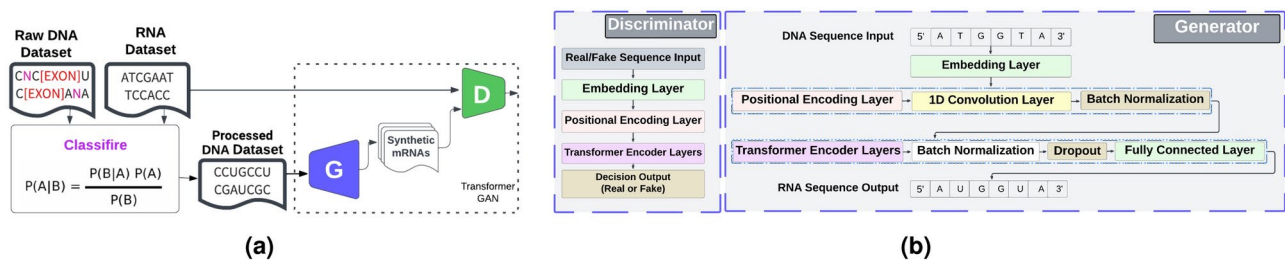 Raw DNA
Dataset
RNA
Dataset
CNC[EXON]U
C[EXON]ANA
ATCGAAT
TCCACC
Classifire
P(A|B) = P(B|A) P(A)
P(B)
Processed
DNA Dataset
CCUGCCU
CGAUCGC
G
Synthetic
mRNAs
D
Transformer
GAN
(a)
Discriminator
Real/Fake Sequence Input
Embedding Layer
Positional Encoding Layer
Transformer Encoder Layers
Decision Output
(Real or Fake)
Generator
DNA Sequence Input 5' A T G G T A 3'
Embedding Layer
Positional Encoding Layer 1D Convolution Layer Batch Normalization
Transformer Encoder Layers Batch Normalization Dropout Fully Connected Layer
RNA Sequence Output 5' A U G G U A 3'
(b)